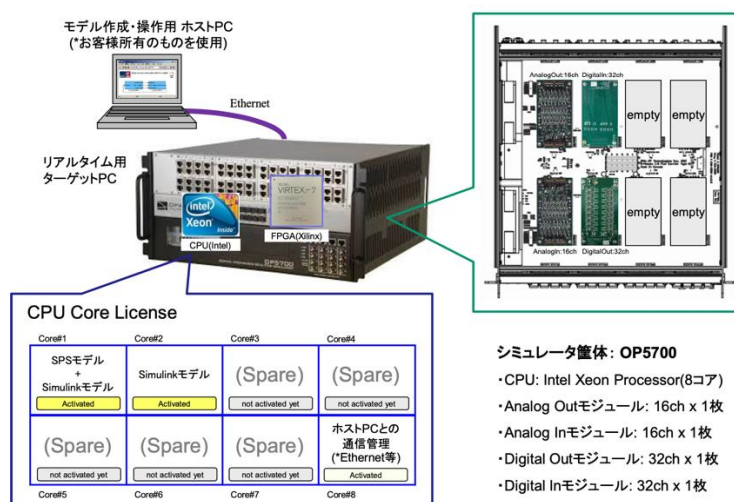 モデル作成・操作用 ホストPC
(*お客様所有のものを使用)
Ethernet
リアルタイム用
ターゲットPC
intel
Xeon
inside
CPU(Intel)
VIRTEX
FPGA(Xilinx)
OP5700
AnalogOut:16ch
DigitalIn:32ch
empty
empty
empty
empty
AnalogIn:16ch
DigitalOut:32ch
CPU Core License
Core#1
Core#2
Core#3
Core#4
SPSモデル
+
Simulinkモデル
Activated
Simulinkモデル
Activated
(Spare)
not activated yet
(Spare)
not activated yet
(Spare)
not activated yet
(Spare)
not activated yet
(Spare)
not activated yet
ホストPCとの
通信管理
(*Ethernet等)
Activated
Core#5
Core#6
Core#7
Core#8
シミュレータ筐体: OP5700
・CPU: Intel Xeon Processor(8コア)
・Analog Outモジュール: 16ch x 1枚
・Analog Inモジュール: 16ch x 1枚
・Digital Outモジュール: 32ch x 1枚
・Digital Inモジュール: 32ch x 1枚